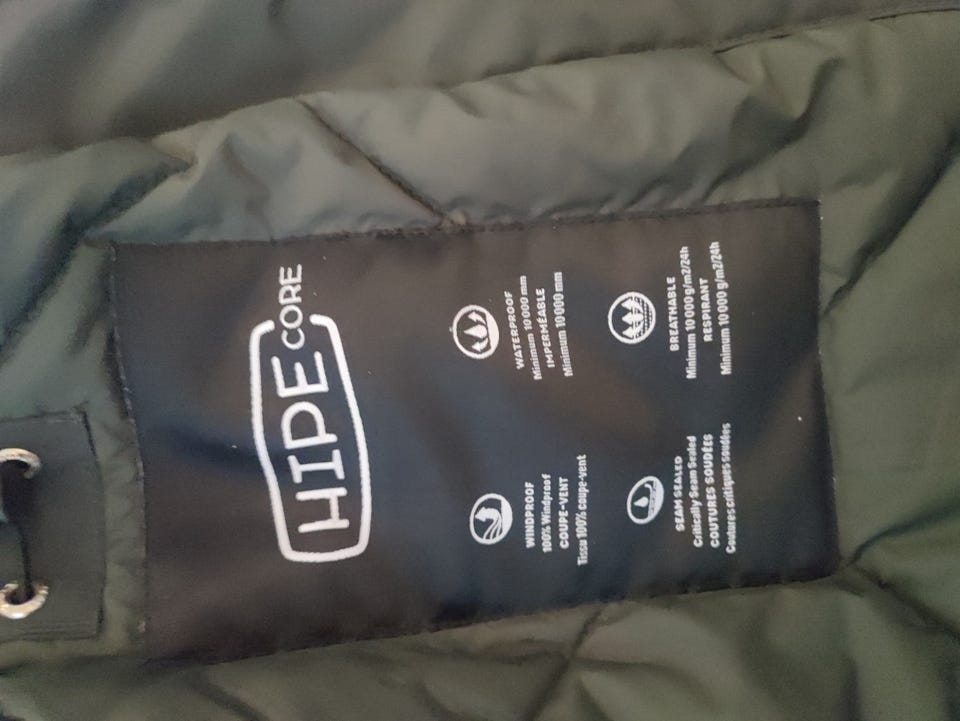 HIPE CORE
WINDPROOF
100% Windproof
COUPE-VENT
Tissu 100% coupe-vent
WATERPROOF
Minimum 10 000 mm
IMPERMÉABLE
Minimum 10 000 mm
SEAM SEALED
Critically Seam Sealed
COUTURES SOUDÉES
Coutures critiques soudées
BREATHABLE
Minimum 10 000 g/m2/24h
RESPIRANT
Minimum 10 000 g/m2/24h